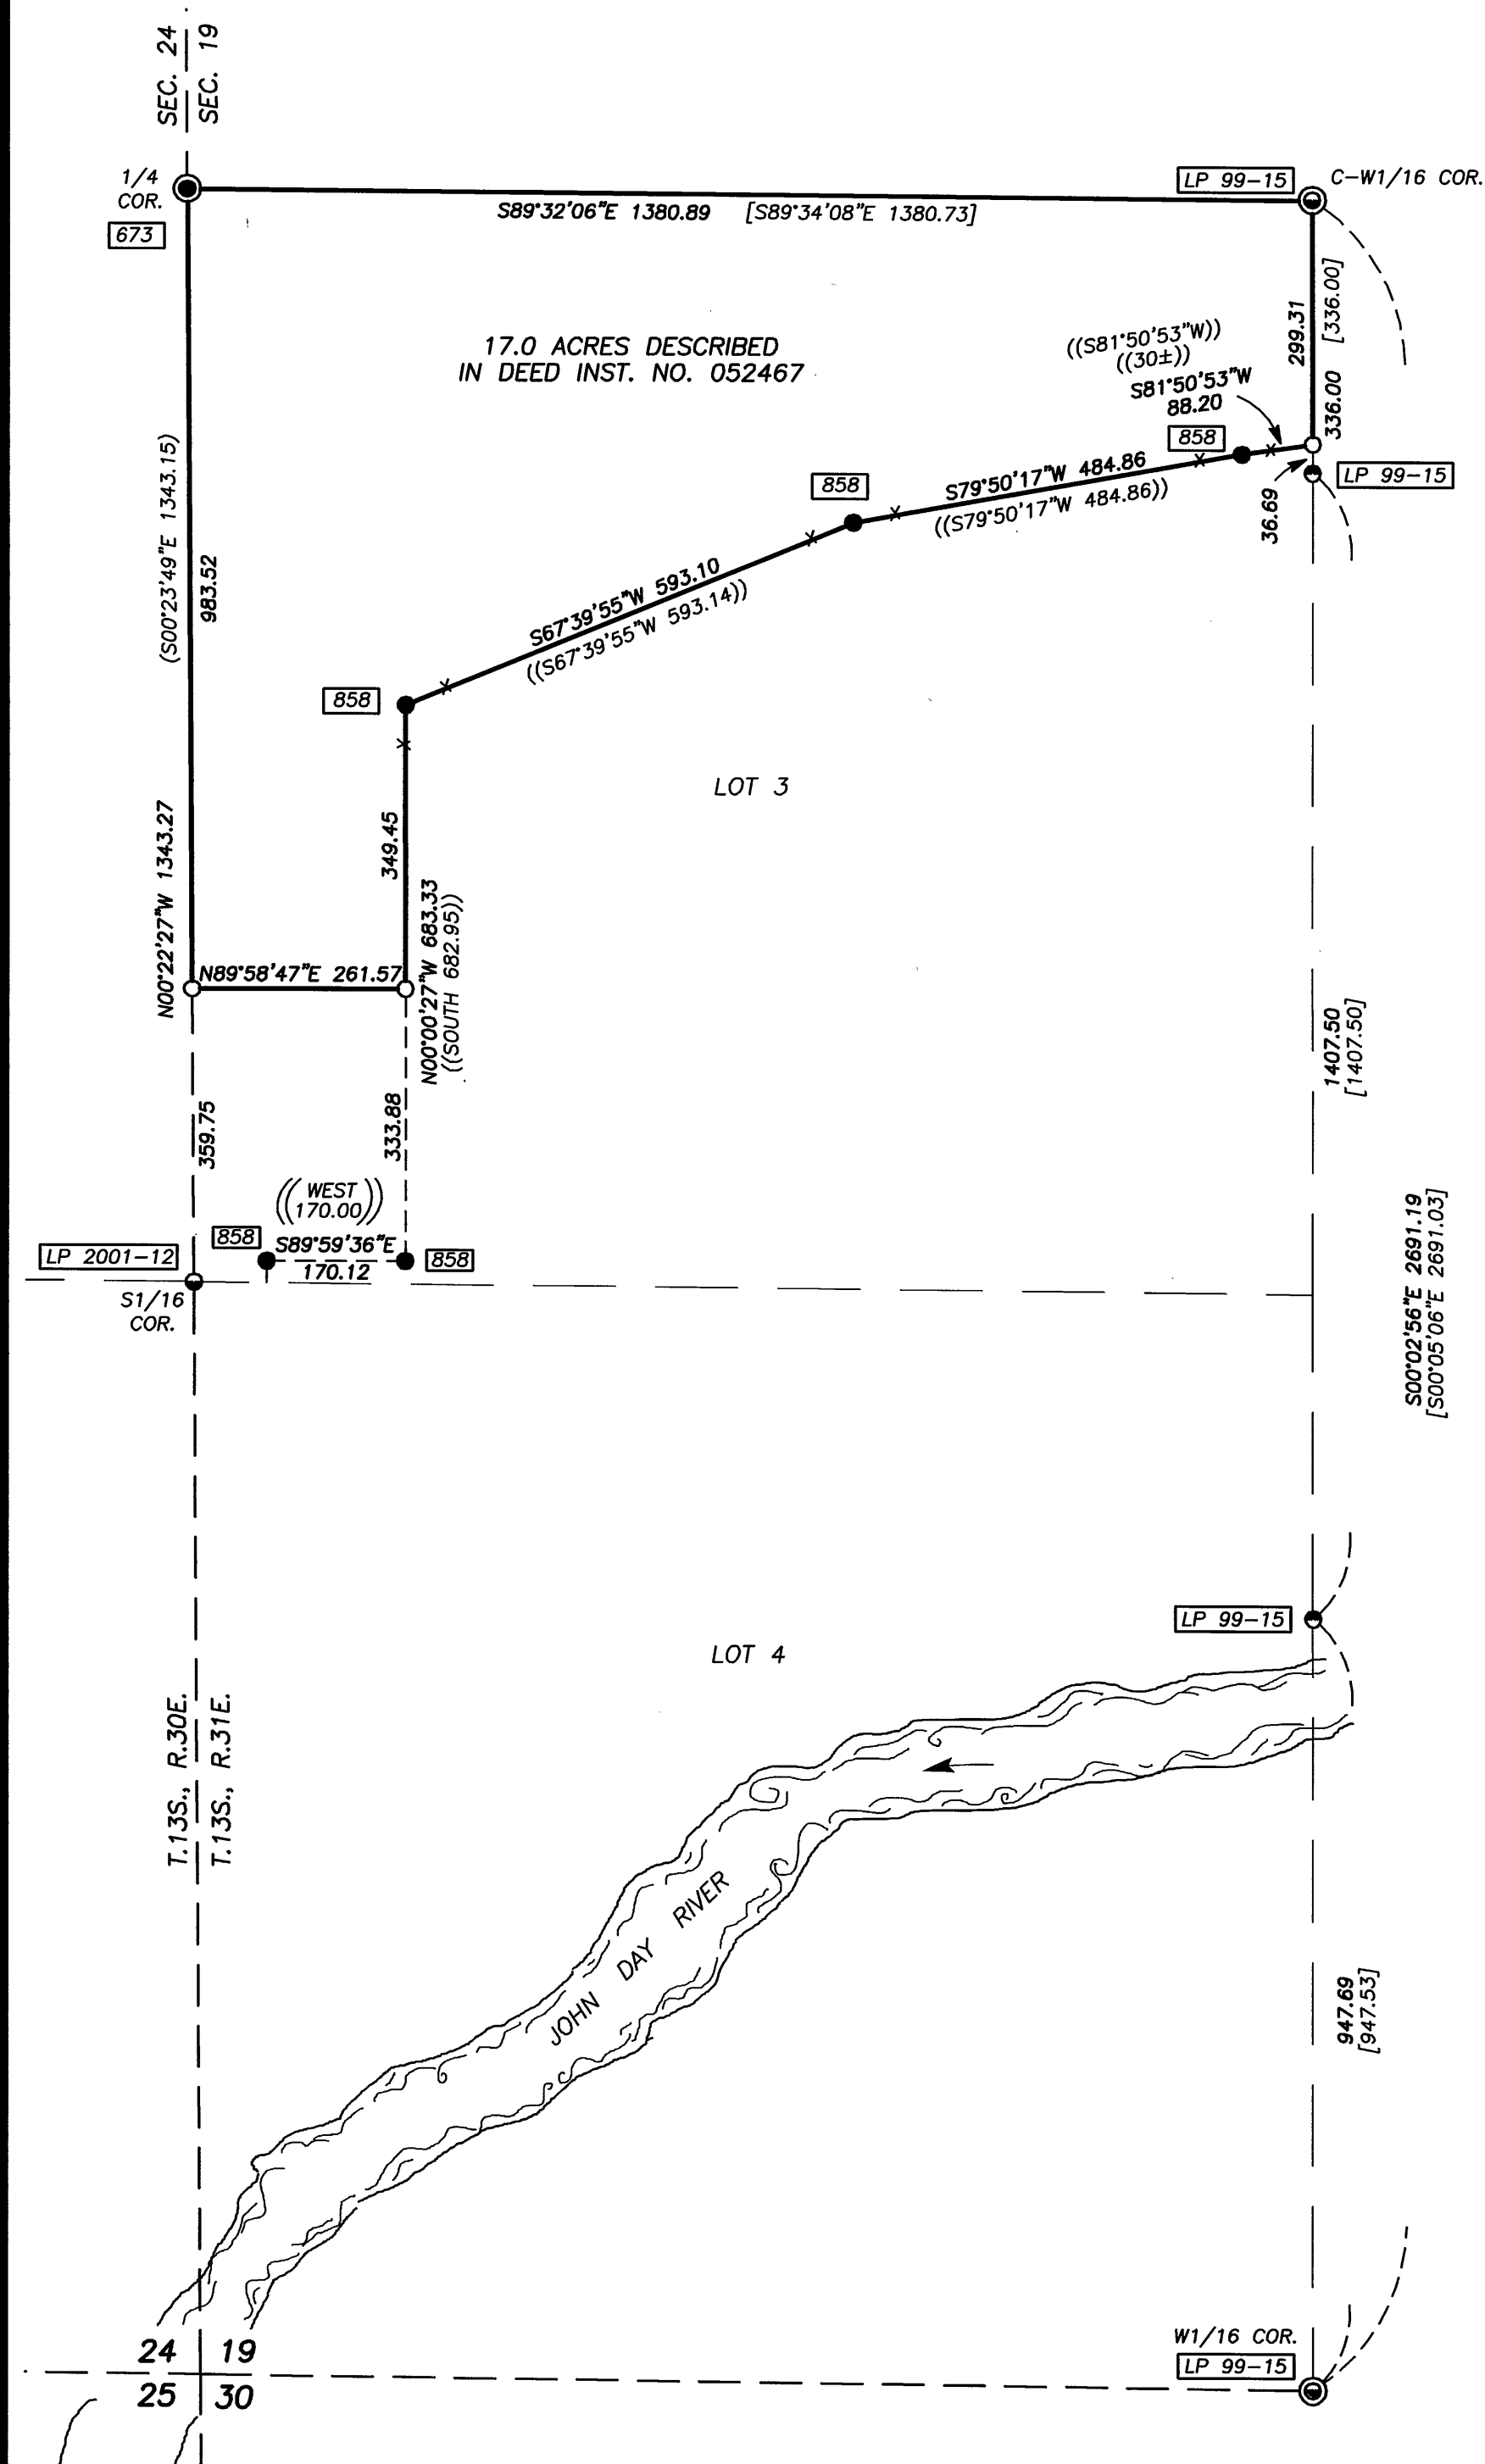 SEC. 24
SEC. 19
1/4
COR.
673
LP 99-15
C-W1/16 COR.
S89°32'06"E 1380.89 [S89°34'08"E 1380.73]
17.0 ACRES DESCRIBED
IN DEED INST. NO. 052467
((S81°50'53"W))
((30±))
S81°50'53"W
88.20
299.31
336.00 [336.00]
858
LP 99-15
36.69
S79°50'17"W 484.86
((S79°50'17"W 484.86))
858
S67°39'55"W 593.10
((S67°39'55"W 593.14))
858
(S00°23'49"E 1343.15)
983.52
N00°22'27"W 1343.27
LOT 3
349.45
N00°00'27"W 683.33
((SOUTH 682.95))
N89°58'47"E 261.57
359.75
333.88
((WEST
170.00))
858
S89°59'36"E
170.12
858
LP 2001-12
S1/16
COR.
1407.50
[1407.50]
S00°02'56"E 2691.19
[S00°05'06"E 2691.03]
LP 99-15
LOT 4
T.13S., R.30E.
T.13S., R.31E.
JOHN DAY RIVER
947.69
[947.53]
W1/16 COR.
LP 99-15
24 19
25 30